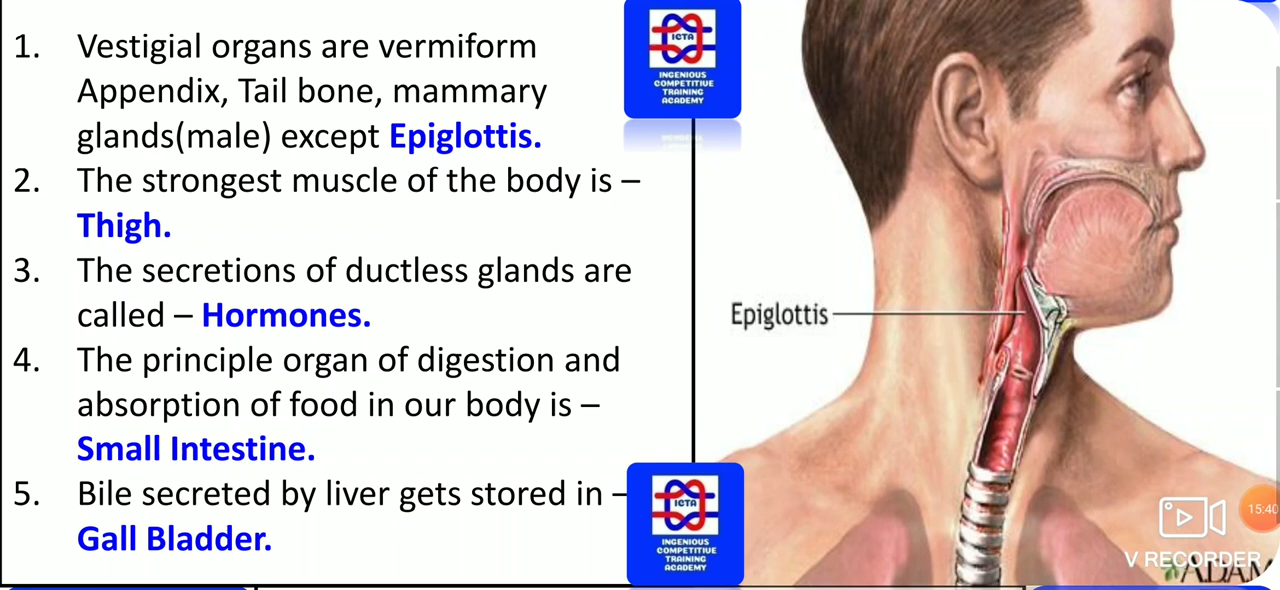 1. Vestigial organs are vermiform
Appendix, Tail bone, mammary
glands(male) except Epiglottis.
2. The strongest muscle of the body is –
Thigh.
3. The secretions of ductless glands are
called – Hormones.
4. The principle organ of digestion and
absorption of food in our body is –
Small Intestine.
5. Bile secreted by liver gets stored in –
Gall Bladder.
ICTA
INGENIOUS
COMPETITIVE
TRAINING
ACADEMY
Epiglottis
ICTA
INGENIOUS
COMPETITIVE
TRAINING
ACADEMY
15:40
V RECORDER
A.D.A.M.